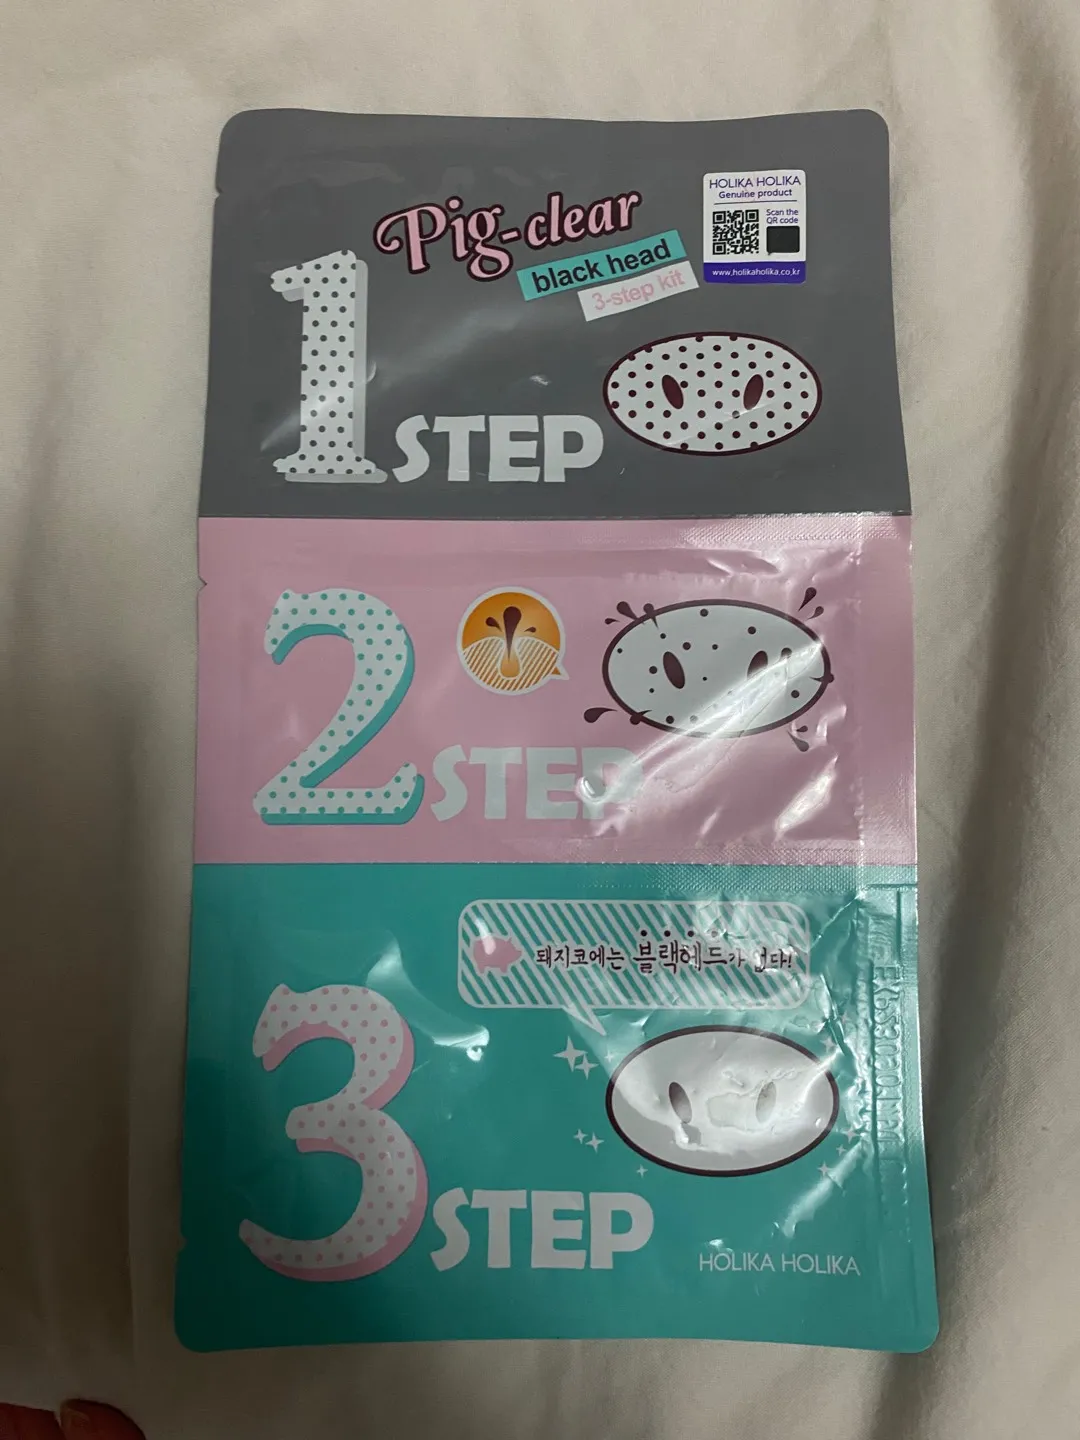 HOLIKA HOLIKA
Genuine product
Scan the
QR code
www.holikaholika.co.kr
Pig-clear
black head
3-step kit
1 STEP
2 STEP
돼지코에는 블랙헤드가 없다!
3 STEP
HOLIKA HOLIKA